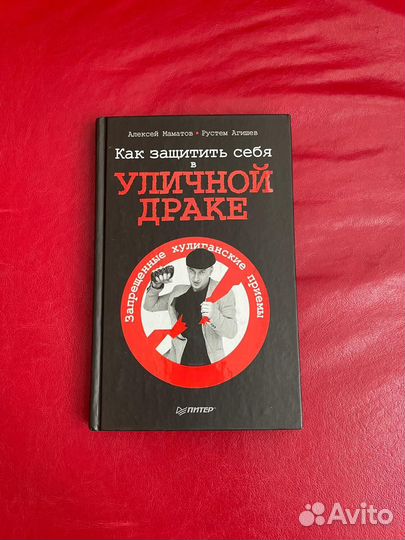 Алексей Маматов • Рустем Агишев
Как защитить себя
в
УЛИЧНОЙ
ДРАКЕ
Запрещенные хулиганские приемы
ПИТЕР
Avito